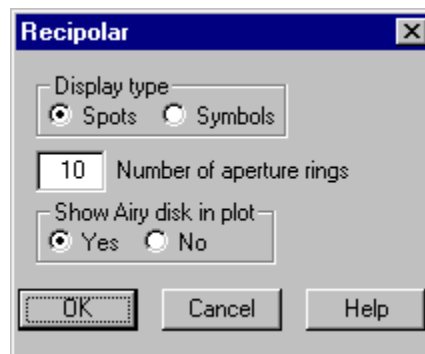 Recipolar
Display type
Spots Symbols
10 Number of aperture rings
Show Airy disk in plot
Yes No
OK Cancel Help